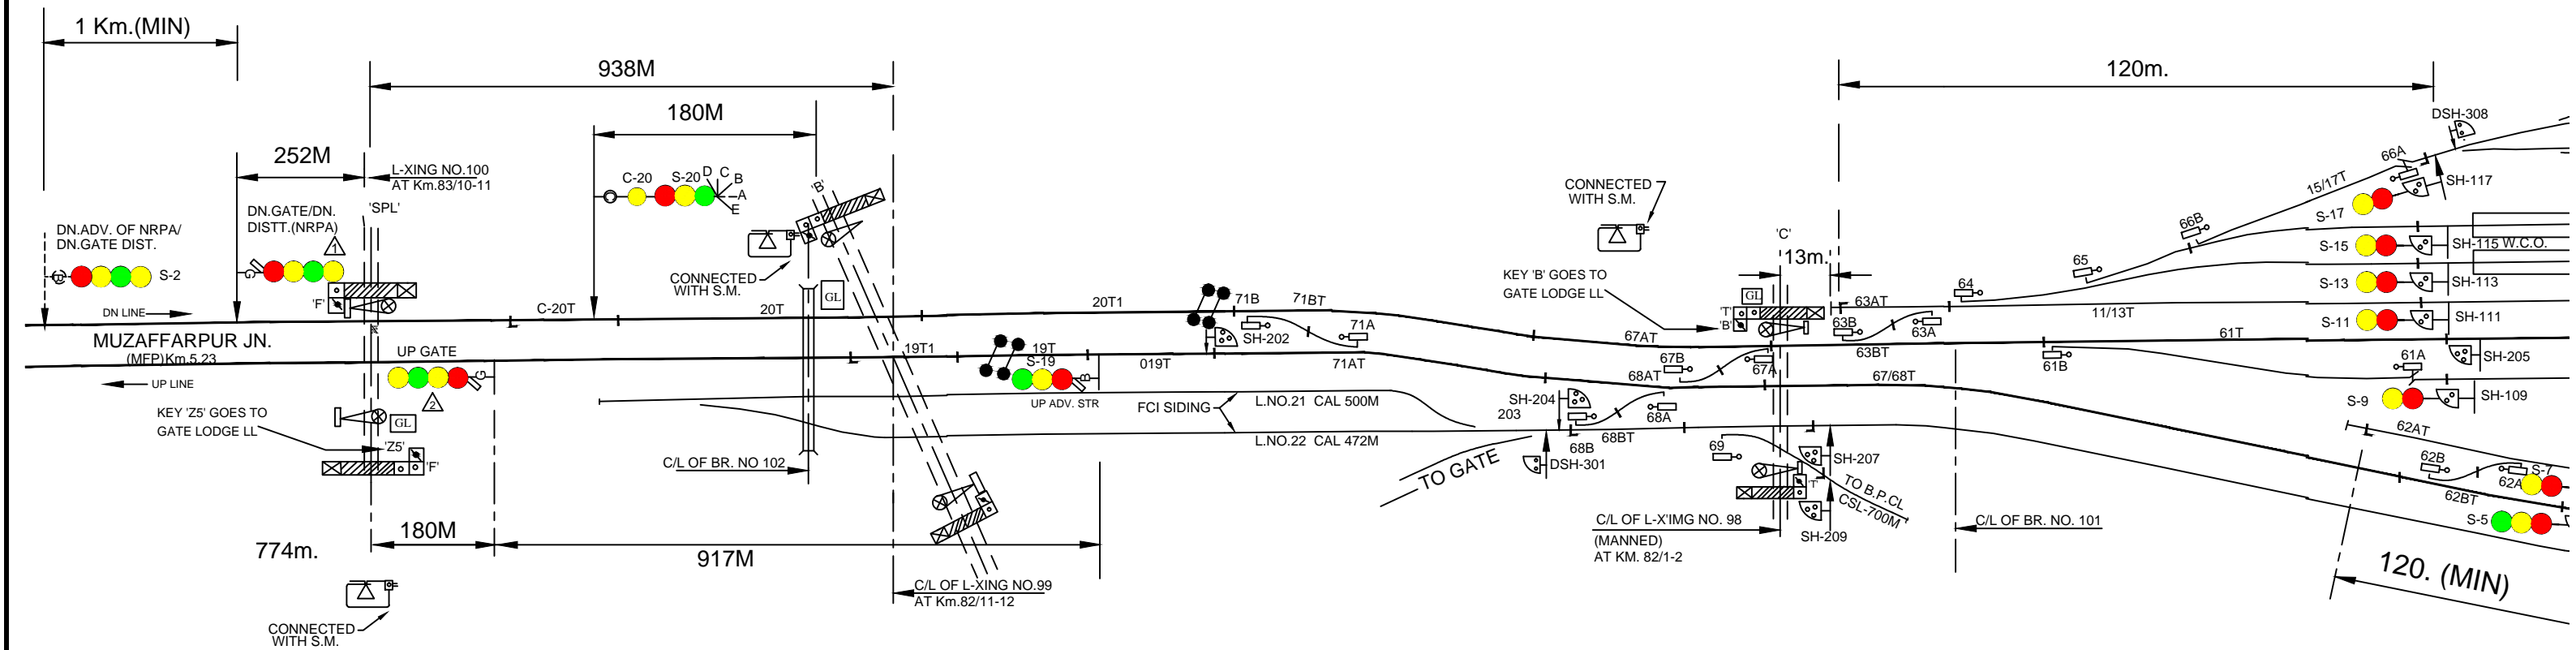 1 Km.(MIN)
938M
120m.
180M
252M
L-XING NO.100
AT Km.83/10-11
'SPL'
C-20
S-20
D
C
B
A
E
'B'
DSH-308
66A
SH-117
15/17T
S-17
66B
CONNECTED
WITH S.M.
DN.ADV. OF NRPA/
DN.GATE DIST.
S-2
DN.GATE/DN.
DISTT.(NRPA)
1
G
'F'
CONNECTED
WITH S.M.
GL
'C'
13m.
KEY 'B' GOES TO
GATE LODGE LL
GL
'T'
'B'
65
64
S-15
SH-115 W.C.O.
S-13
SH-113
S-11
SH-111
DN LINE
C-20T
20T
20T1
71B
71BT
71A
SH-202
67AT
63AT
63B
63A
11/13T
61T
MUZAFFARPUR JN.
(MFP)Km.5.23
UP GATE
UP LINE
19T1
19T
S-19
B
019T
71AT
67B
67A
68AT
63BT
61B
61A
SH-205
67/68T
S-9
SH-109
G
2
KEY 'Z5' GOES TO
GATE LODGE LL
GL
'Z5'
'F'
UP ADV. STR
FCI SIDING
L.NO.21 CAL 500M
L.NO.22 CAL 472M
SH-204
203
68A
68BT
68B
DSH-301
TO GATE
69
SH-207
'T'
TO B.P.CL
CSL-700M
SH-209
C/L OF BR. NO 102
62AT
62B
62A
S-7
62BT
S-5
180M
774m.
917M
C/L OF L-X'IMG NO. 98
(MANNED)
AT KM. 82/1-2
C/L OF BR. NO. 101
120. (MIN)
C/L OF L-XING NO.99
AT Km.82/11-12
CONNECTED
WITH S.M.